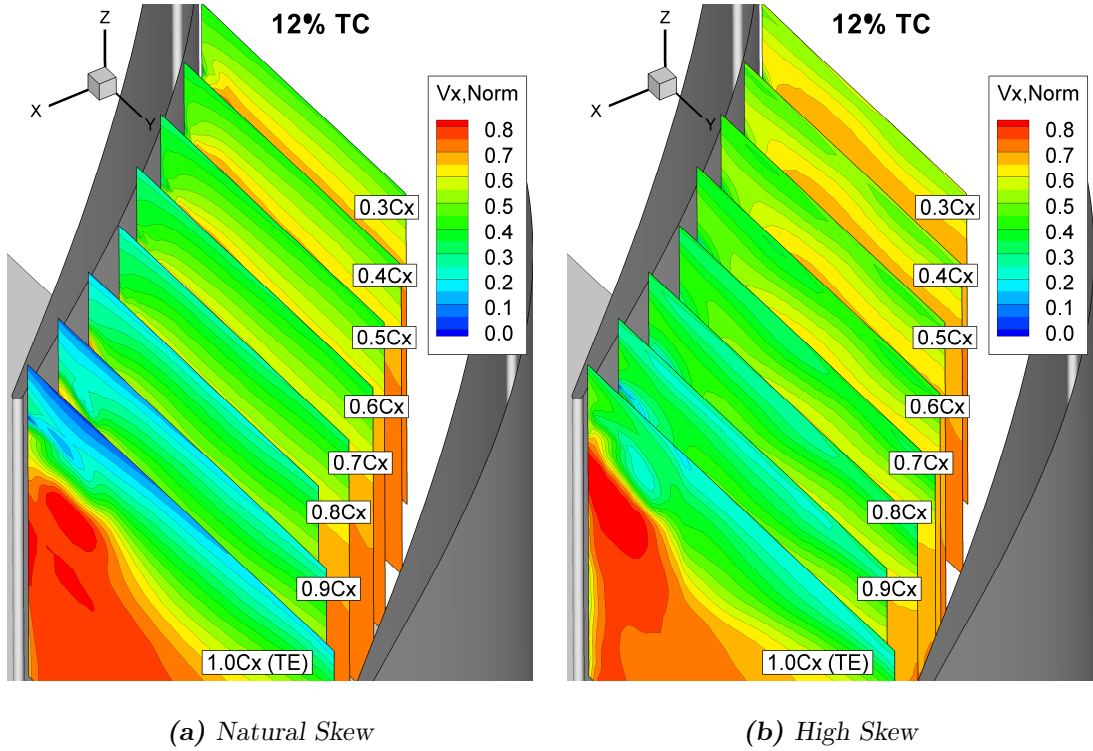 12% TC
Z
X
Y
Vx,Norm
0.8
0.7
0.6
0.5
0.4
0.3
0.2
0.1
0.0
0.3Cx
0.4Cx
0.5Cx
0.6Cx
0.7Cx
0.8Cx
0.9Cx
1.0Cx (TE)
(a) Natural Skew
12% TC
Z
X
Y
Vx,Norm
0.8
0.7
0.6
0.5
0.4
0.3
0.2
0.1
0.0
0.3Cx
0.4Cx
0.5Cx
0.6Cx
0.7Cx
0.8Cx
0.9Cx
1.0Cx (TE)
(b) High Skew